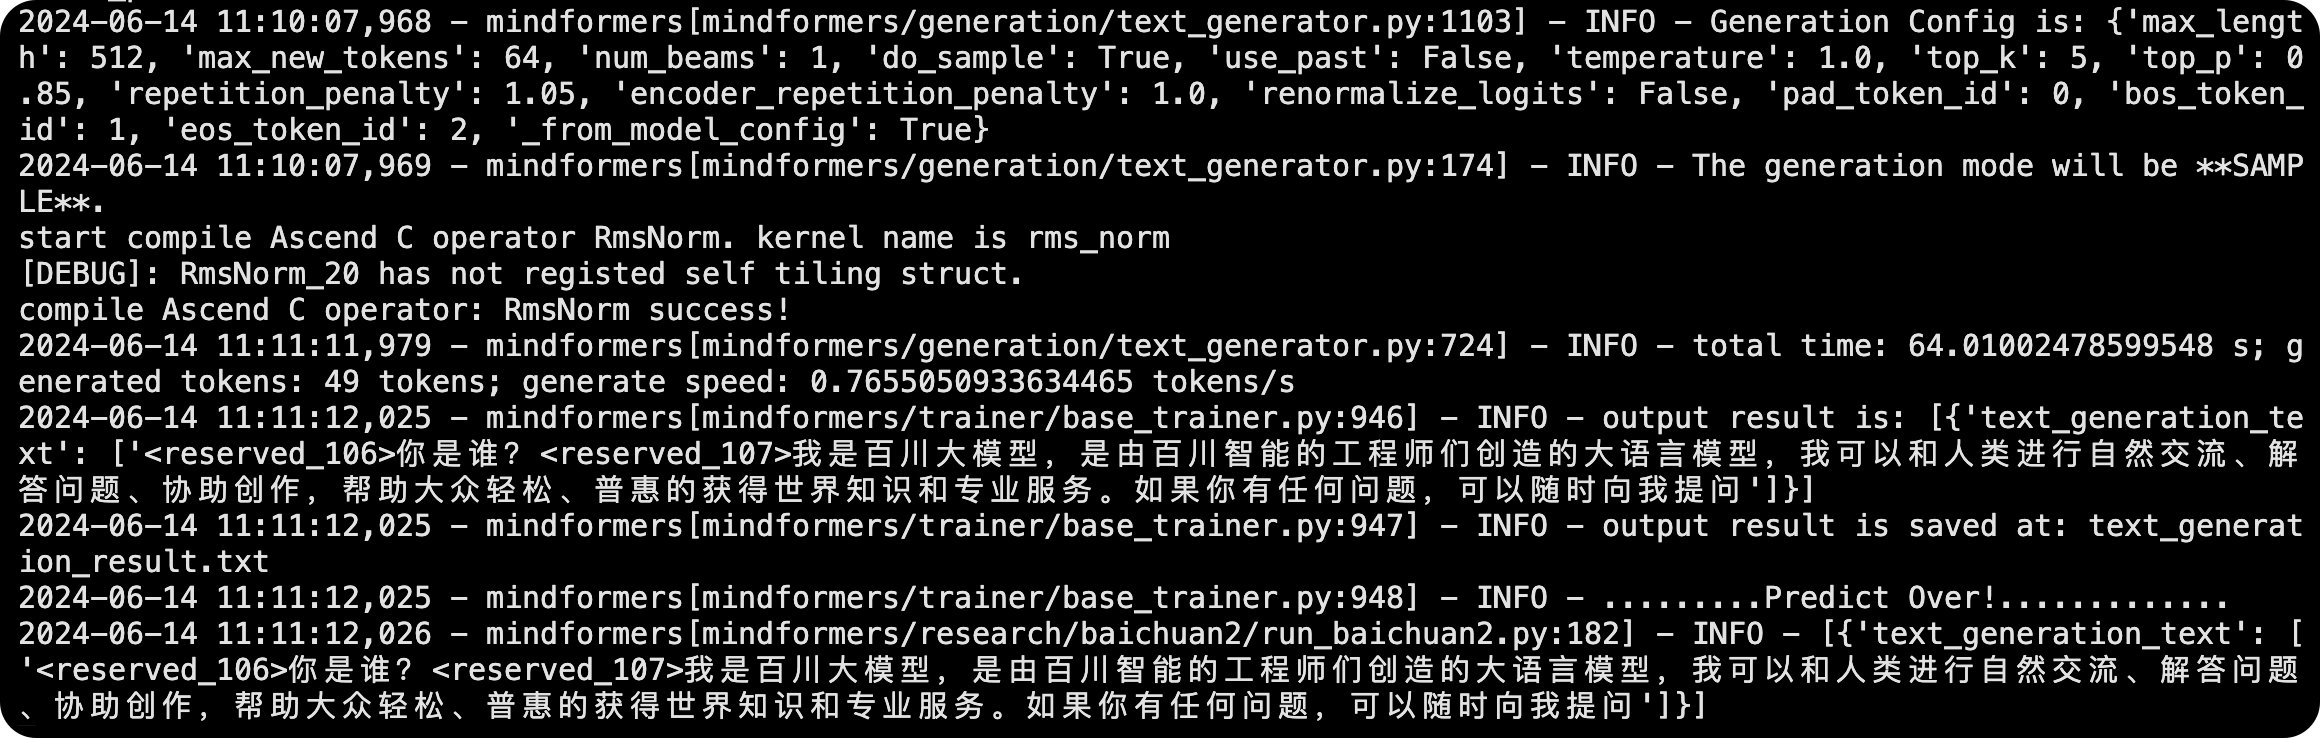 2024-06-14 11:10:07,968 - mindformers[mindformers/generation/text_generator.py:1103] - INFO - Generation Config is: {'max_lengt
h': 512, 'max_new_tokens': 64, 'num_beams': 1, 'do_sample': True, 'use_past': False, 'temperature': 1.0, 'top_k': 5, 'top_p': 0
.85, 'repetition_penalty': 1.05, 'encoder_repetition_penalty': 1.0, 'renormalize_logits': False, 'pad_token_id': 0, 'bos_token_
id': 1, 'eos_token_id': 2, '_from_model_config': True}
2024-06-14 11:10:07,969 - mindformers[mindformers/generation/text_generator.py:174] - INFO - The generation mode will be **SAMP
LE**.
start compile Ascend C operator RmsNorm. kernel name is rms_norm
[DEBUG]: RmsNorm_20 has not registed self tiling struct.
compile Ascend C operator: RmsNorm success!
2024-06-14 11:11:11,979 - mindformers[mindformers/generation/text_generator.py:724] - INFO - total time: 64.01002478599548 s; g
enerated tokens: 49 tokens; generate speed: 0.7655050933634465 tokens/s
2024-06-14 11:11:12,025 - mindformers[mindformers/trainer/base_trainer.py:946] - INFO - output result is: [{'text_generation_te
xt': ['<reserved_106>你是谁？<reserved_107>我是百川大模型，是由百川智能的工程师们创造的大语言模型，我可以和人类进行自然交流、解
答问题、协助创作，帮助大众轻松、普惠的获得世界知识和专业服务。如果你有任何问题，可以随时向我提问']}]
2024-06-14 11:11:12,025 - mindformers[mindformers/trainer/base_trainer.py:947] - INFO - output result is saved at: text_generat
ion_result.txt
2024-06-14 11:11:12,025 - mindformers[mindformers/trainer/base_trainer.py:948] - INFO - .........Predict Over!.............
2024-06-14 11:11:12,026 - mindformers[mindformers/research/baichuan2/run_baichuan2.py:182] - INFO - [{'text_generation_text': [
'<reserved_106>你是谁？<reserved_107>我是百川大模型，是由百川智能的工程师们创造的大语言模型，我可以和人类进行自然交流、解答问题
、协助创作，帮助大众轻松、普惠的获得世界知识和专业服务。如果你有任何问题，可以随时向我提问']}]